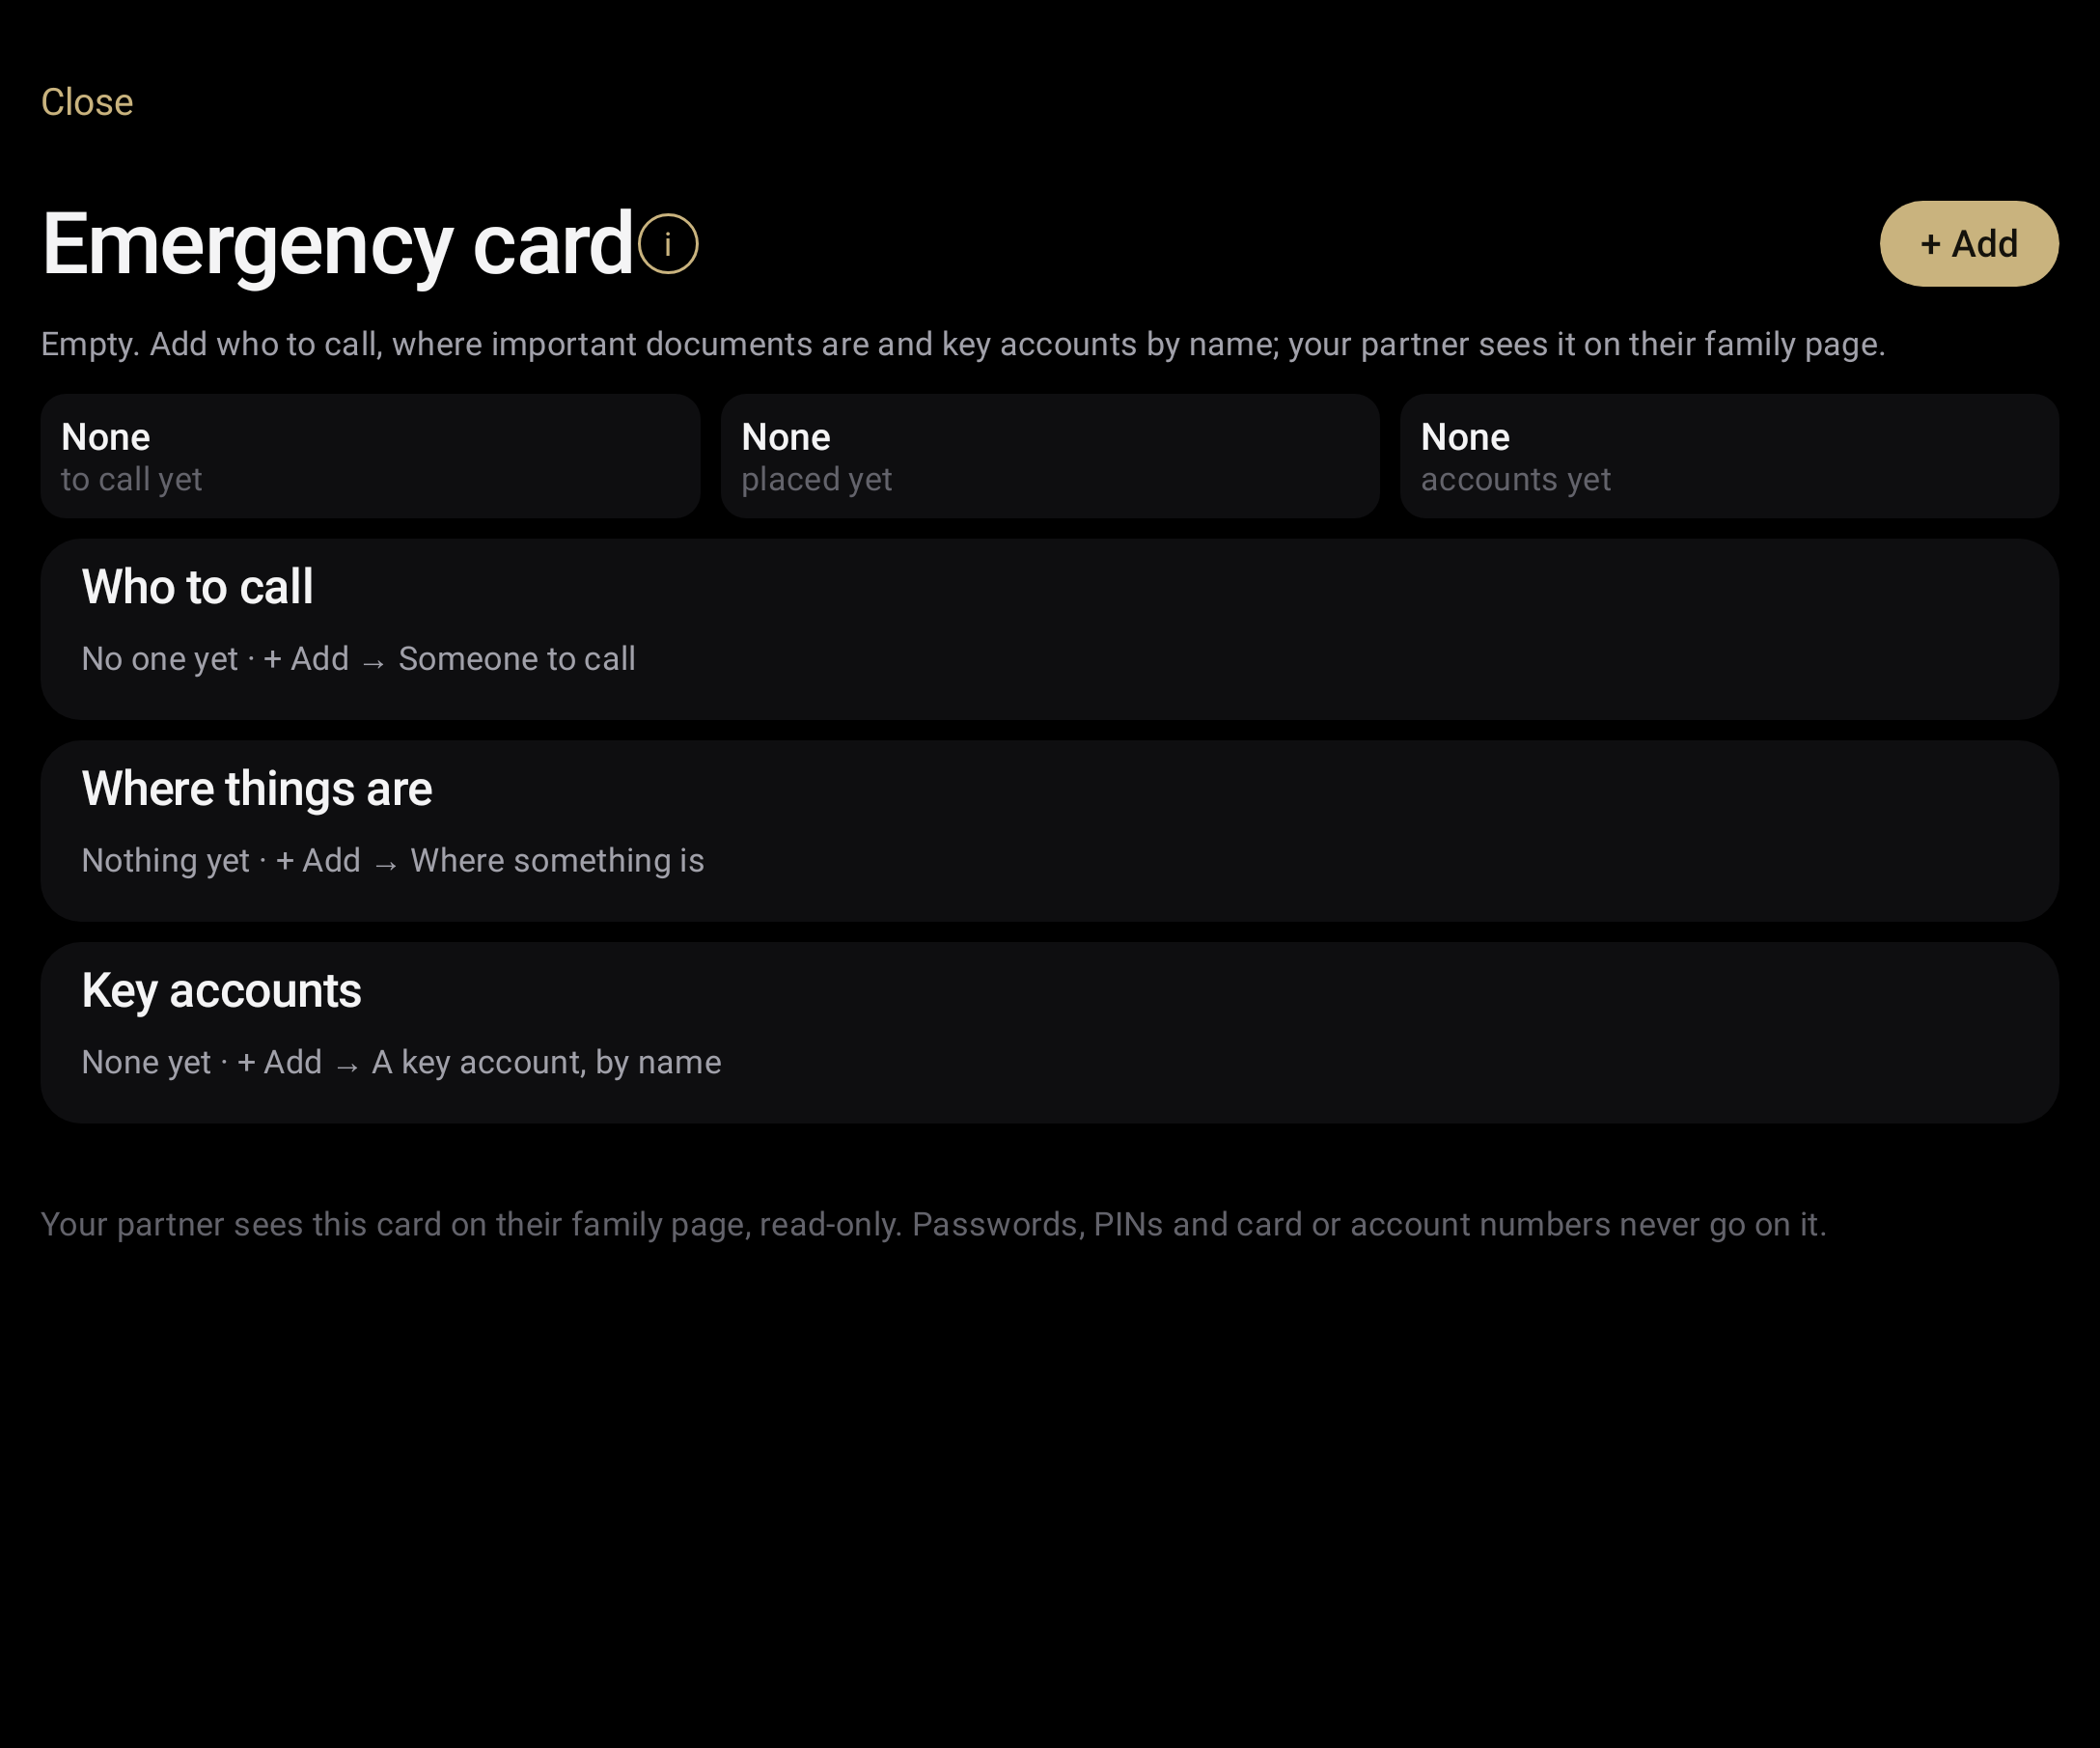 Close
Emergency card i
+ Add
Empty. Add who to call, where important documents are and key accounts by name; your partner sees it on their family page.
None
to call yet
None
placed yet
None
accounts yet
Who to call
No one yet · + Add → Someone to call
Where things are
Nothing yet · + Add → Where something is
Key accounts
None yet · + Add → A key account, by name
Your partner sees this card on their family page, read-only. Passwords, PINs and card or account numbers never go on it.